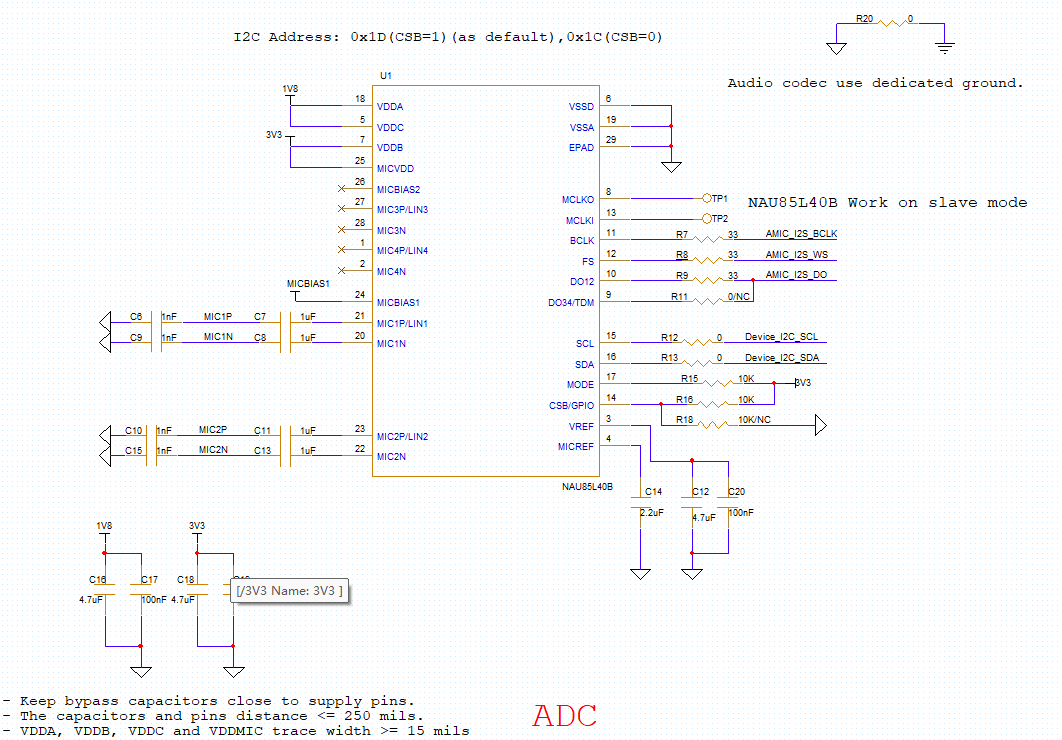 R20 0
I2C Address: 0x1D(CSB=1)(as default),0x1C(CSB=0)
Audio codec use dedicated ground.
U1
1V8
18 VDDA
VSSD 6
5 VDDC
VSSA 19
3V3
7 VDDB
EPAD 29
25 MICVDD
26 MICBIAS2
MCLKO 8 TP1
NAU85L40B Work on slave mode
27 MIC3P/LIN3
MCLKI 13 TP2
28 MIC3N
BCLK 11 R7 33 AMIC_I2S_BCLK
1 MIC4P/LIN4
FS 12 R8 33 AMIC_I2S_WS
2 MIC4N
DO12 10 R9 33 AMIC_I2S_DO
MICBIAS1
24 MICBIAS1
DO34/TDM 9 R11 0/NC
C6 1nF MIC1P C7 1uF 21 MIC1P/LIN1
C9 1nF MIC1N C8 1uF 20 MIC1N
SCL 15 R12 0 Device_I2C_SCL
SDA 16 R13 0 Device_I2C_SDA
MODE 17 R15 10K 3V3
CSB/GPIO 14 R16 10K
R18 10K/NC
C10 1nF MIC2P C11 1uF 23 MIC2P/LIN2
VREF 3
C15 1nF MIC2N C13 1uF 22 MIC2N
MICREF 4
NAU85L40B
C14 C12 C20
2.2uF 4.7uF 100nF
1V8 3V3
C16 C17 C18
4.7uF 100nF 4.7uF
[/3V3 Name: 3V3 ]
- Keep bypass capacitors close to supply pins.
- The capacitors and pins distance <= 250 mils.
- VDDA, VDDB, VDDC and VDDMIC trace width >= 15 mils
ADC